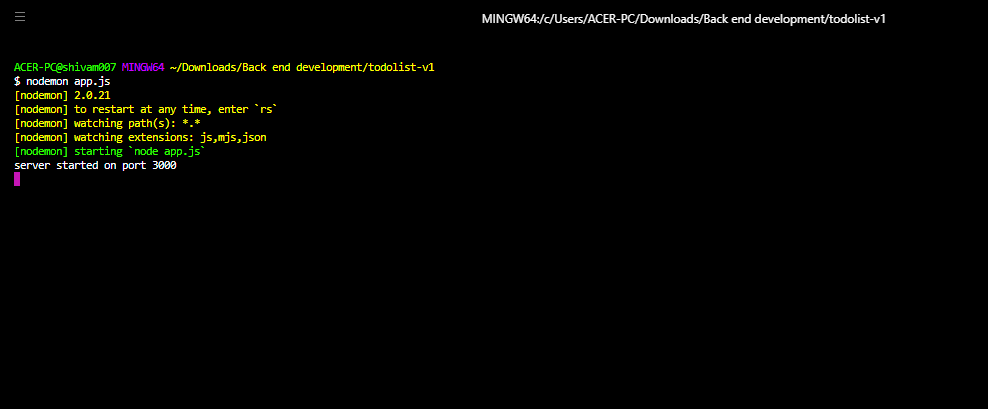 MINGW64:/c/Users/ACER-PC/Downloads/Back end development/todolist-v1
ACER-PC@shivam007 MINGW64 ~/Downloads/Back end development/todolist-v1
$ nodemon app.js
[nodemon] 2.0.21
[nodemon] to restart at any time, enter `rs`
[nodemon] watching path(s): *.*
[nodemon] watching extensions: js,mjs,json
[nodemon] starting `node app.js`
server started on port 3000